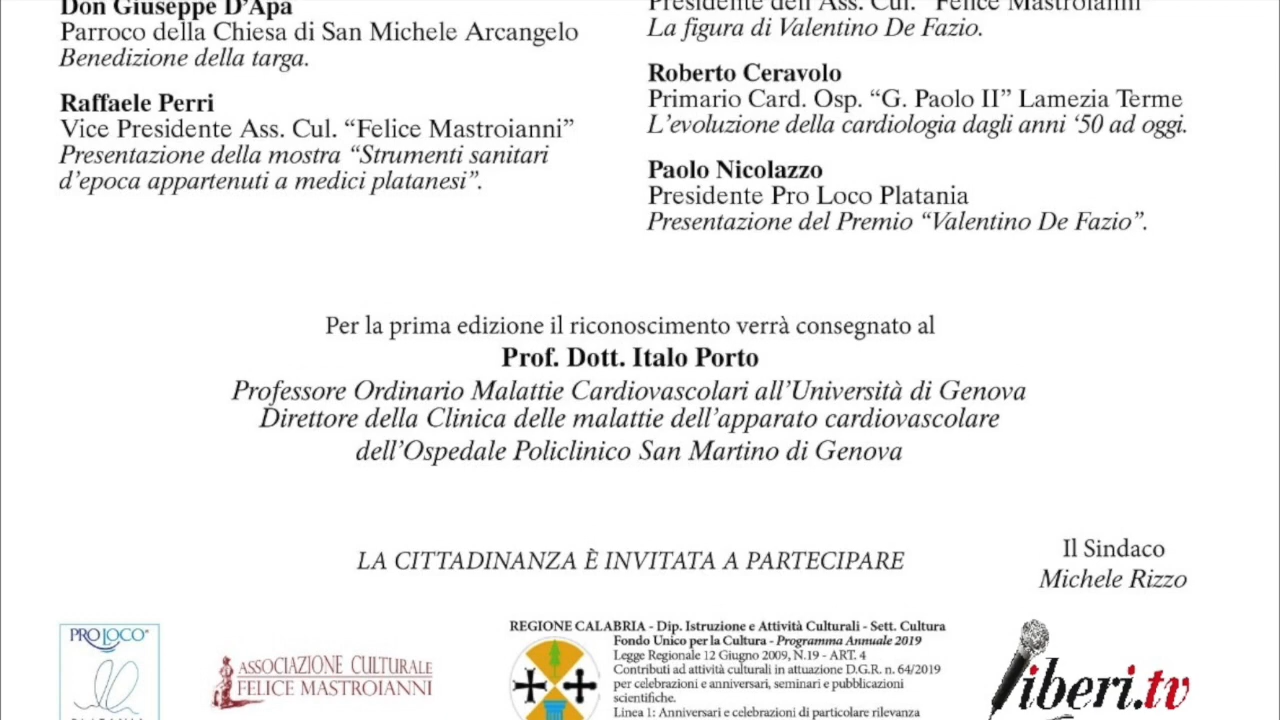 Don Giuseppe D’Apa
Parroco della Chiesa di San Michele Arcangelo
Benedizione della targa.
Raffaele Perri
Vice Presidente Ass. Cul. “Felice Mastroianni”
Presentazione della mostra “Strumenti sanitari
d’epoca appartenuti a medici platanesi”.
Presidente dell’Ass. Cul. “Felice Mastroianni”
La figura di Valentino De Fazio.
Roberto Ceravolo
Primario Card. Osp. “G. Paolo II” Lamezia Terme
L’evoluzione della cardiologia dagli anni ‘50 ad oggi.
Paolo Nicolazzo
Presidente Pro Loco Platania
Presentazione del Premio “Valentino De Fazio”.
Per la prima edizione il riconoscimento verrà consegnato al
Prof. Dott. Italo Porto
Professore Ordinario Malattie Cardiovascolari all’Università di Genova
Direttore della Clinica delle malattie dell’apparato cardiovascolare
dell’Ospedale Policlinico San Martino di Genova
LA CITTADINANZA È INVITATA A PARTECIPARE
Il Sindaco
Michele Rizzo
PRO LOCO
ASSOCIAZIONE CULTURALE
FELICE MASTROIANNI
REGIONE CALABRIA - Dip. Istruzione e Attività Culturali - Sett. Cultura
Fondo Unico per la Cultura - Programma Annuale 2019
Legge Regionale 12 Giugno 2009, N.19 - ART. 4
Contributi ad attività culturali in attuazione D.G.R. n. 64/2019
per celebrazioni e anniversari, seminari e pubblicazioni
scientifiche.
Linea 1: Anniversari e celebrazioni di particolare rilevanza
liberi.tv